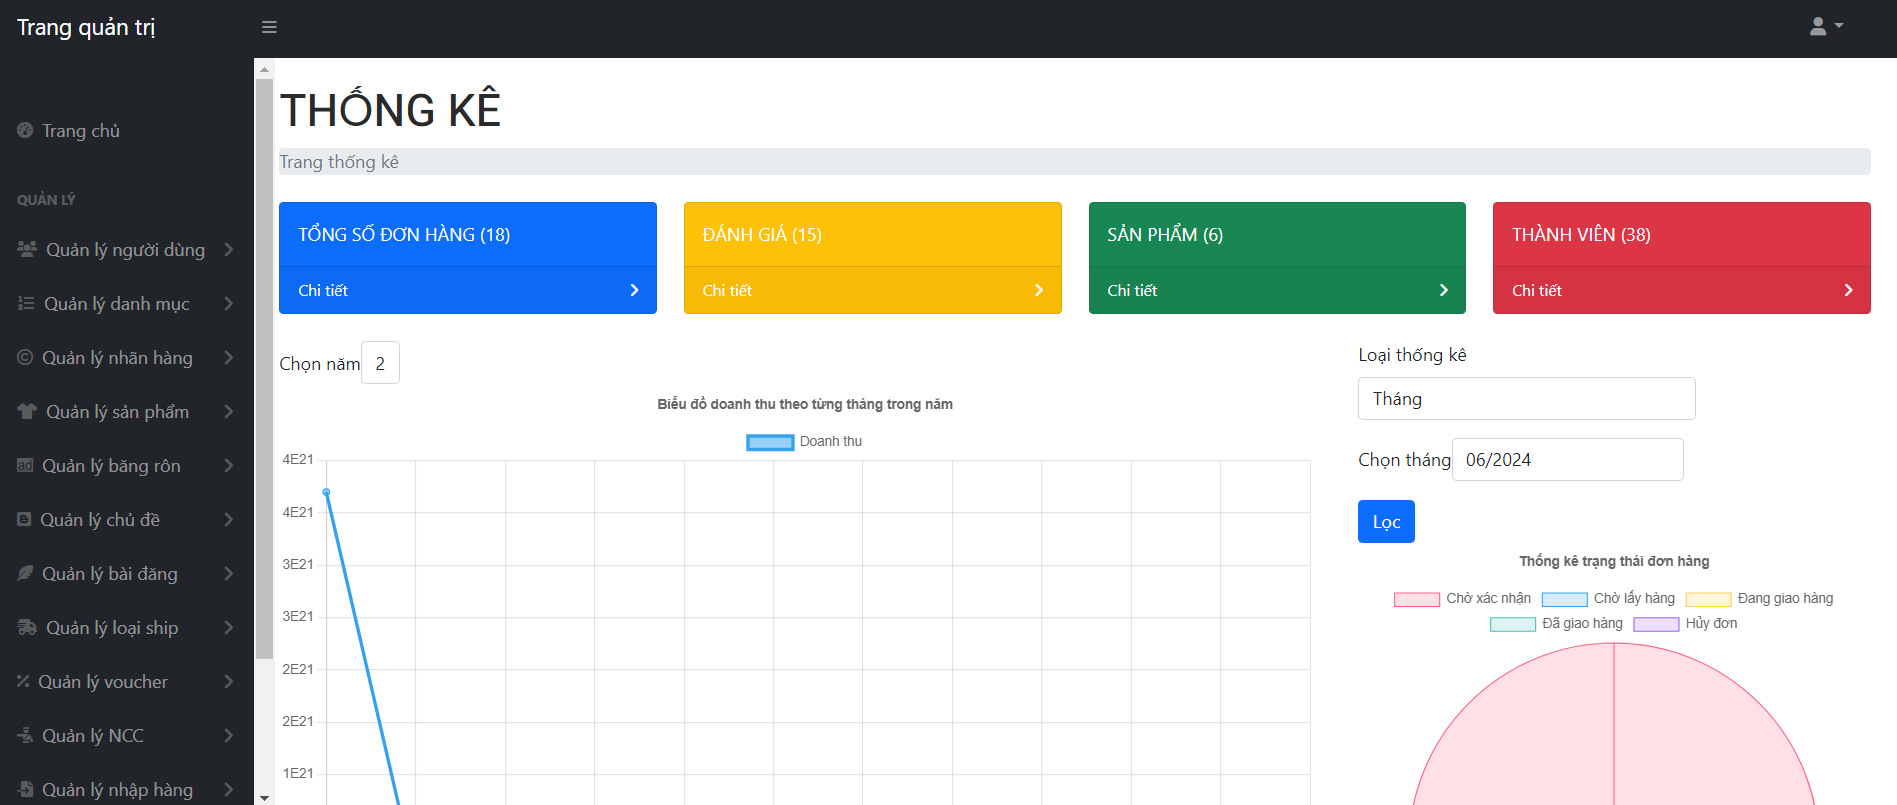 Trang quản trị
Trang chủ
QUẢN LÝ
Quản lý người dùng
Quản lý danh mục
Quản lý nhãn hàng
Quản lý sản phẩm
Quản lý băng rôn
Quản lý chủ đề
Quản lý bài đăng
Quản lý loại ship
Quản lý voucher
Quản lý NCC
Quản lý nhập hàng
THỐNG KÊ
Trang thống kê
TỔNG SỐ ĐƠN HÀNG (18)
Chi tiết
ĐÁNH GIÁ (15)
Chi tiết
SẢN PHẨM (6)
Chi tiết
THÀNH VIÊN (38)
Chi tiết
Chọn năm 2
Biểu đồ doanh thu theo từng tháng trong năm
Doanh thu
4E21
4E21
3E21
3E21
2E21
2E21
1E21
Loại thống kê
Tháng
Chọn tháng 06/2024
Lọc
Thống kê trạng thái đơn hàng
Chờ xác nhận Chờ lấy hàng Đang giao hàng
Đã giao hàng Hủy đơn